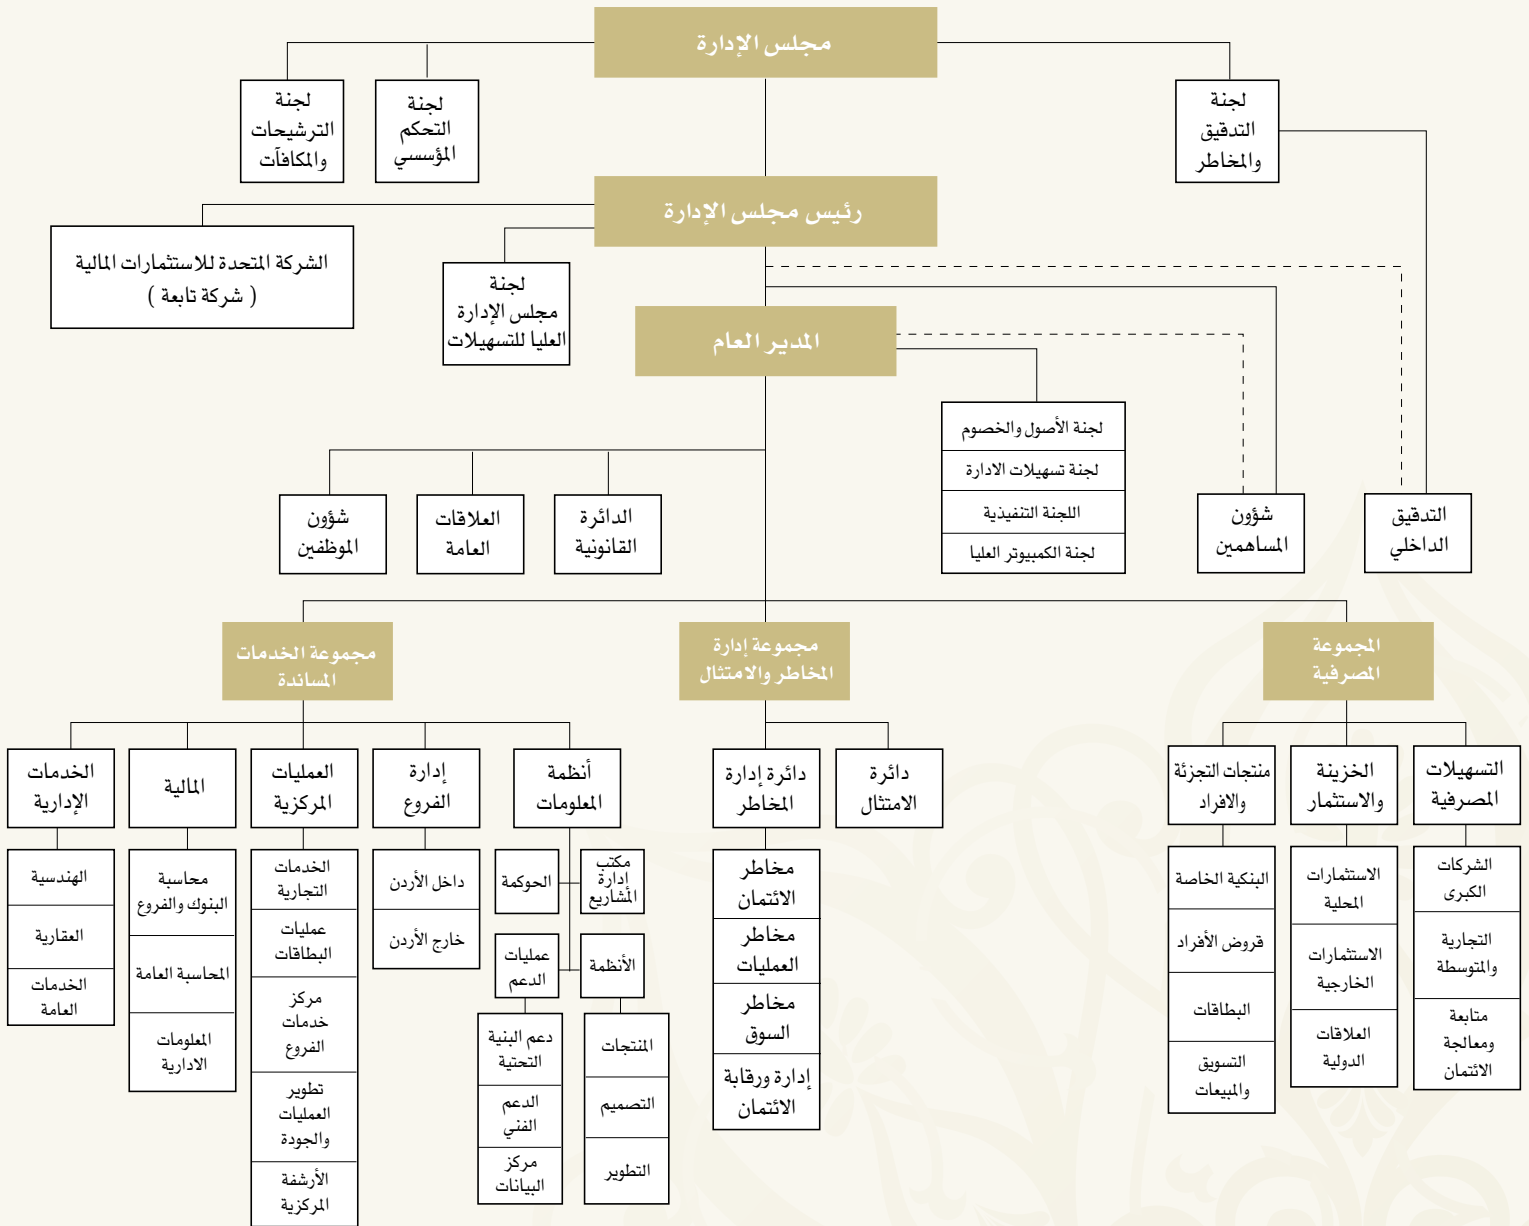 مجلس الإدارة
لجنة
التدقيق
والمخاطر
لجنة
التحكم
المؤسسي
لجنة
الترشيحات
والمكافآت
رئيس مجلس الإدارة
الشركة المتحدة للاستثمارات المالية
( شركة تابعة )
لجنة
مجلس الإدارة
العليا للتسهيلات
المدير العام
لجنة الأصول والخصوم
لجنة تسهيلات الادارة
اللجنة التنفيذية
لجنة الكمبيوتر العليا
التدقيق
الداخلي
شؤون
المساهمين
الدائرة
القانونية
العلاقات
العامة
شؤون
الموظفين
المجموعة
المصرفية
مجموعة إدارة
المخاطر والامتثال
مجموعة الخدمات
المساندة
التسهيلات
المصرفية
الخزينة
والاستثمار
منتجات التجزئة
والافراد
دائرة
الامتثال
دائرة إدارة
المخاطر
أنظمة
المعلومات
إدارة
الفروع
العمليات
المركزية
المالية
الخدمات
الإدارية
الشركات
الكبرى
التجارية
والمتوسطة
متابعة
ومعالجة
الائتمان
الاستثمارات
المحلية
الاستثمارات
الخارجية
العلاقات
الدولية
البنكية الخاصة
قروض الأفراد
البطاقات
التسويق
والمبيعات
مخاطر
الائتمان
مخاطر
العمليات
مخاطر
السوق
إدارة ورقابة
الائتمان
مكتب
إدارة
المشاريع
الحوكمة
الأنظمة
عمليات
الدعم
المنتجات
التصميم
التطوير
دعم البنية
التحتية
الدعم
الفني
مركز
البيانات
داخل الأردن
خارج الأردن
الخدمات
التجارية
عمليات
البطاقات
مركز
خدمات
الفروع
تطوير
العمليات
والجودة
الأرشفة
المركزية
محاسبة
البنوك والفروع
المحاسبة العامة
المعلومات
الادارية
الهندسية
العقارية
الخدمات
العامة